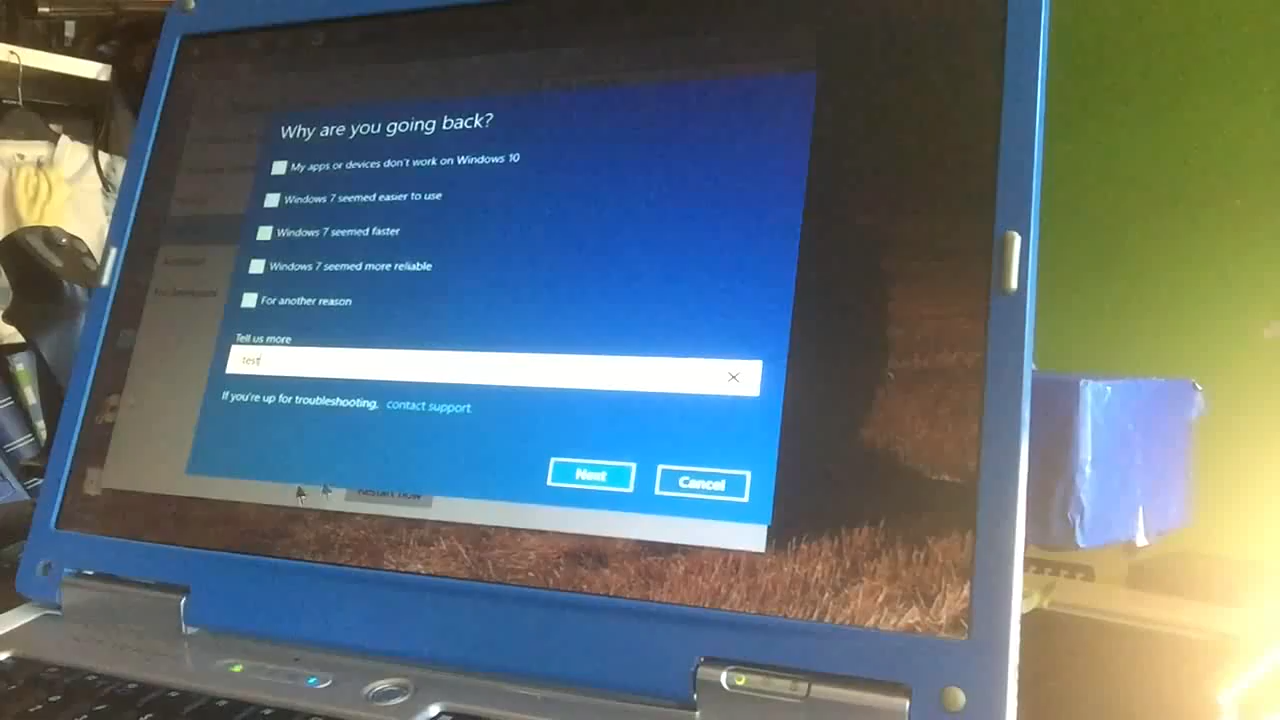 Why are you going back?
My apps or devices don't work on Windows 10
Windows 7 seemed easier to use
Windows 7 seemed faster
Windows 7 seemed more reliable
For another reason
Tell us more
test
If you're up for troubleshooting, contact support
Next
Cancel
Restart now
For developers